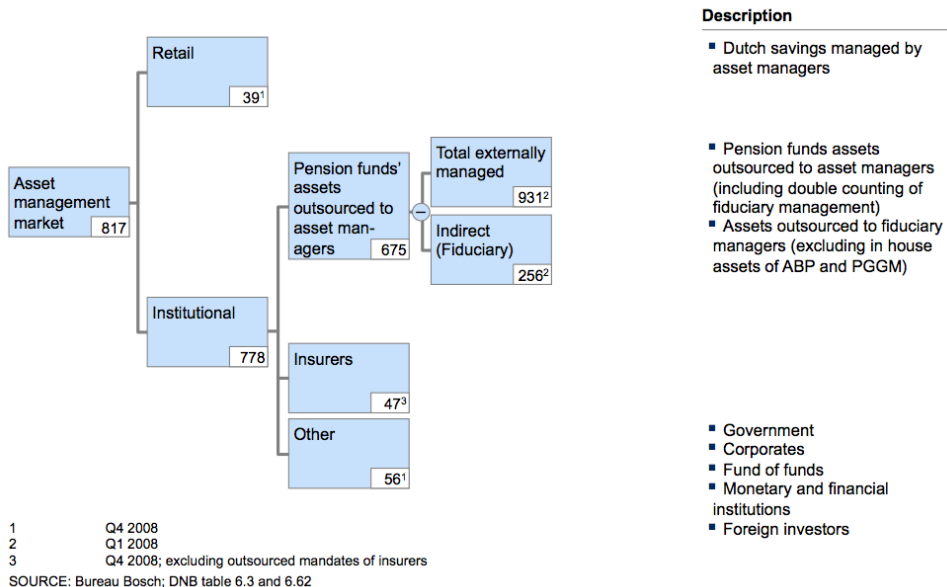 Description
Retail
39¹
▪ Dutch savings managed by
asset managers
Asset
management
market
817
Pension funds'
assets
outsourced to
asset man-
agers
675
Total externally
managed
931²
−
Indirect
(Fiduciary)
256²
▪ Pension funds assets
outsourced to asset managers
(including double counting of
fiduciary management)
▪ Assets outsourced to fiduciary
managers (excluding in house
assets of ABP and PGGM)
Institutional
778
Insurers
47³
Other
56¹
▪ Government
▪ Corporates
▪ Fund of funds
▪ Monetary and financial
institutions
▪ Foreign investors
1 Q4 2008
2 Q1 2008
3 Q4 2008; excluding outsourced mandates of insurers
SOURCE: Bureau Bosch; DNB table 6.3 and 6.62